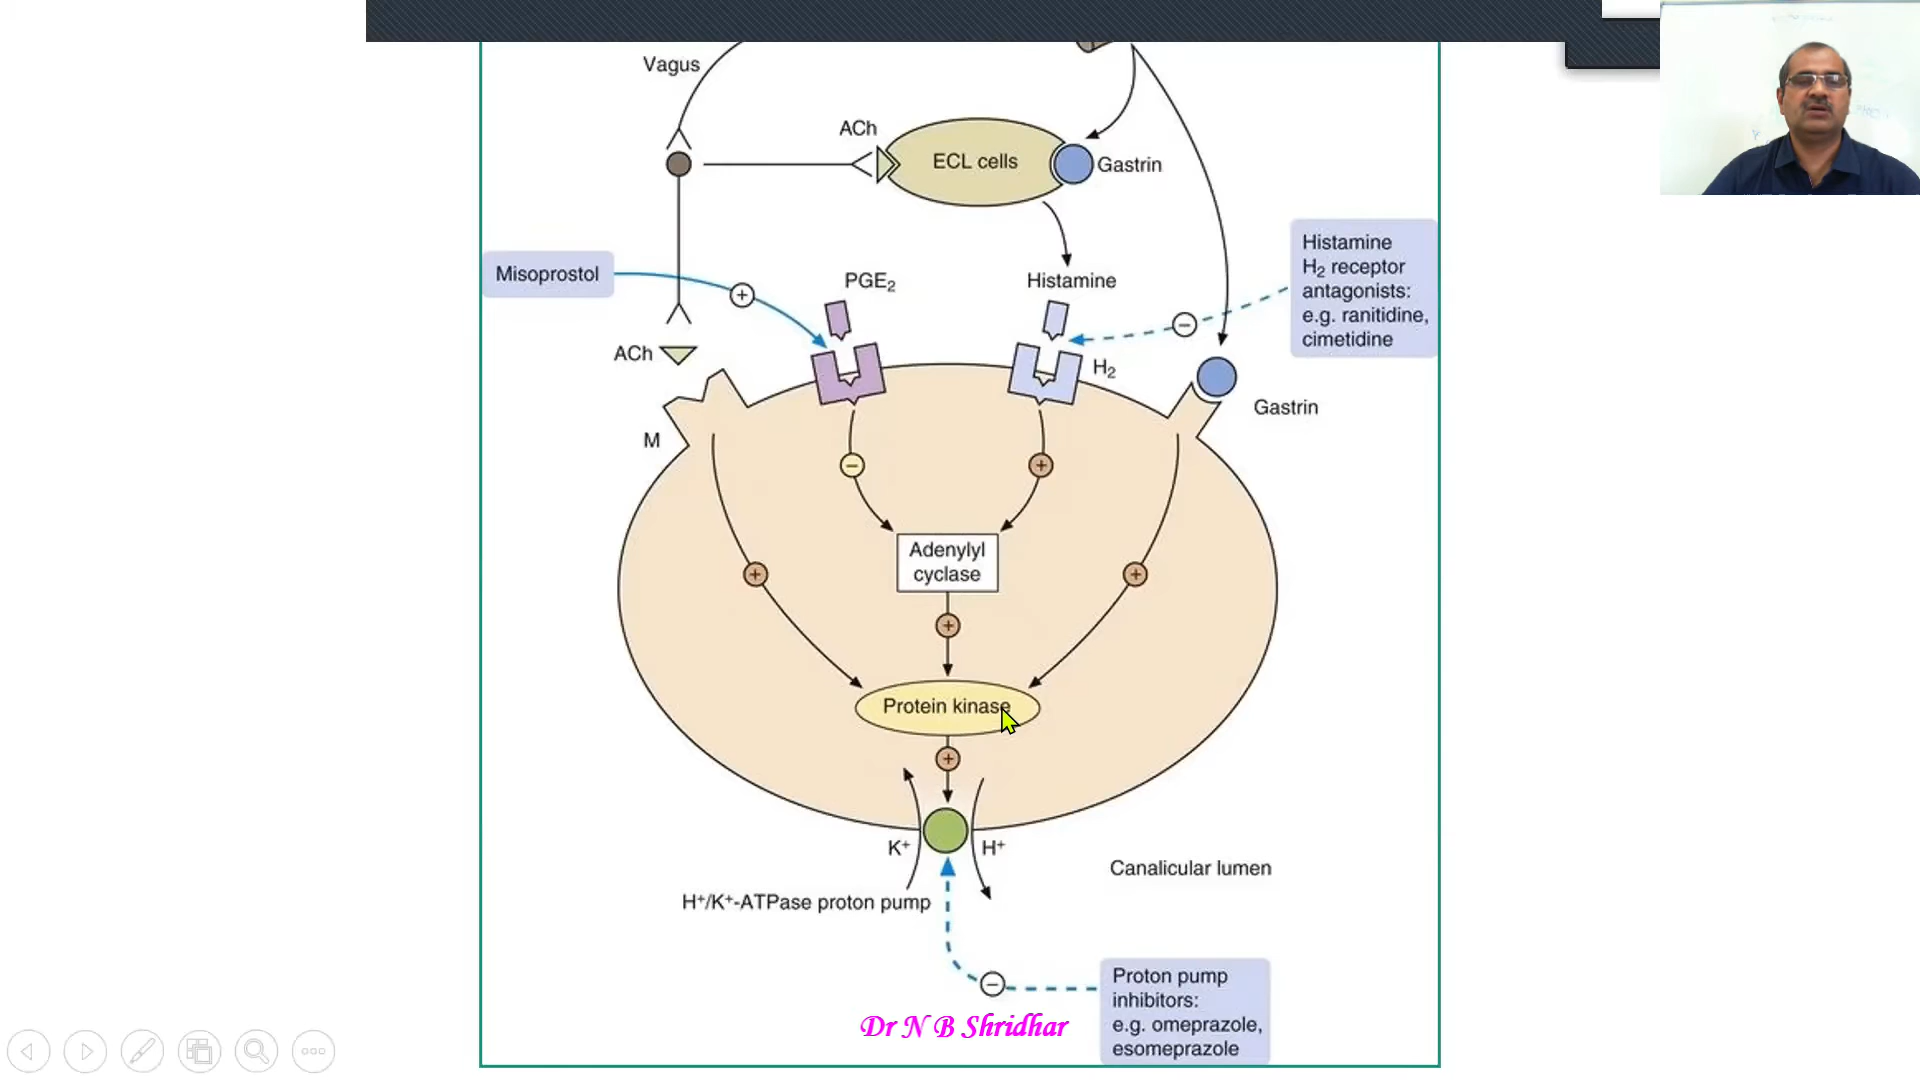 Vagus
ACh
ECL cells
Gastrin
Misoprostol
PGE₂
Histamine
Histamine
H₂ receptor
antagonists:
e.g. ranitidine,
cimetidine
ACh
H₂
Gastrin
M
−
+
Adenylyl
cyclase
Protein kinase
K⁺
H⁺
Canalicular lumen
H⁺/K⁺-ATPase proton pump
Proton pump
inhibitors:
e.g. omeprazole,
esomeprazole
Dr N B Shridhar